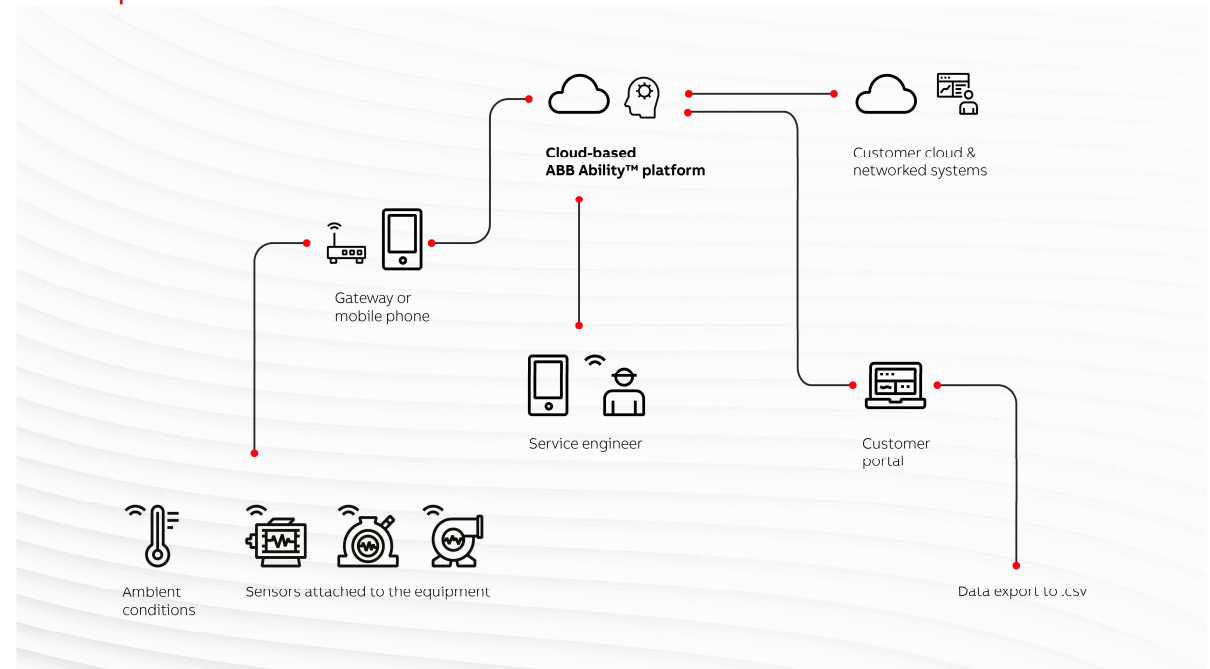 Cloud-based
ABB Ability™ platform
Customer cloud &
networked systems
Gateway or
mobile phone
Service engineer
Customer
portal
Ambient
conditions
Sensors attached to the equipment
Data export to .csv